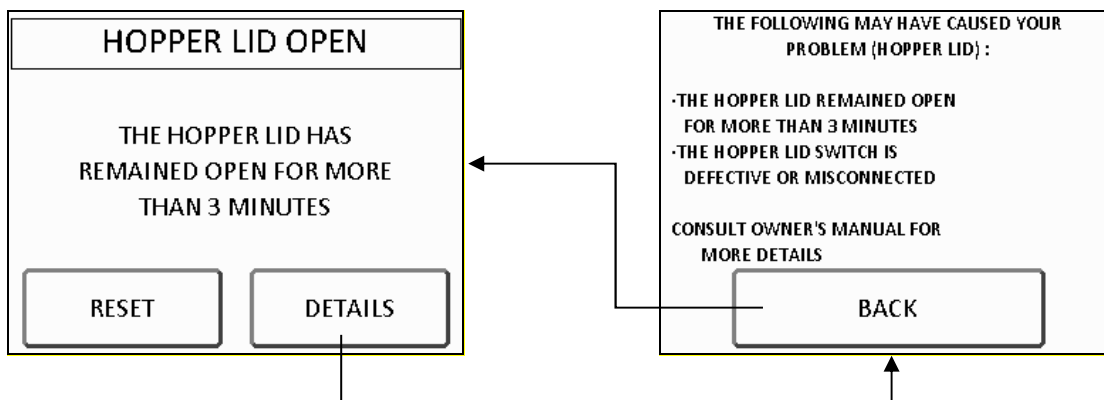 HOPPER LID OPEN
THE HOPPER LID HAS
REMAINED OPEN FOR MORE
THAN 3 MINUTES
RESET
DETAILS
THE FOLLOWING MAY HAVE CAUSED YOUR
PROBLEM (HOPPER LID) :
·THE HOPPER LID REMAINED OPEN
FOR MORE THAN 3 MINUTES
·THE HOPPER LID SWITCH IS
DEFECTIVE OR MISCONNECTED
CONSULT OWNER'S MANUAL FOR
MORE DETAILS
BACK